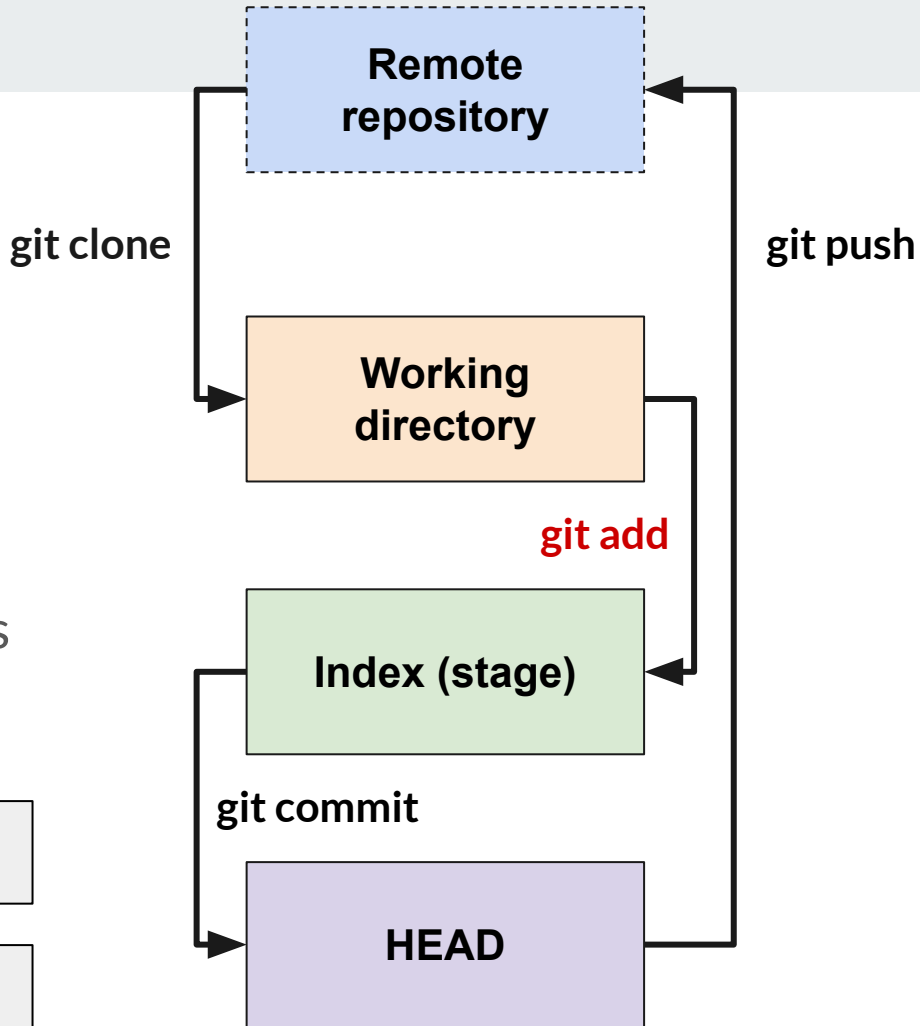 Remote
repository
git clone
git push
Working
directory
git add
s
Index (stage)
git commit
HEAD